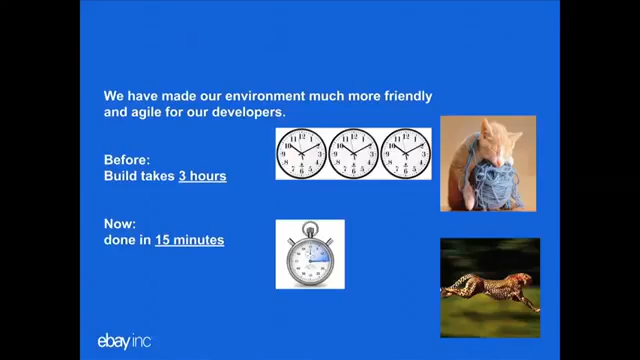 We have made our environment much more friendly
and agile for our developers.
Before:
Build takes 3 hours
Now:
done in 15 minutes
ebay inc